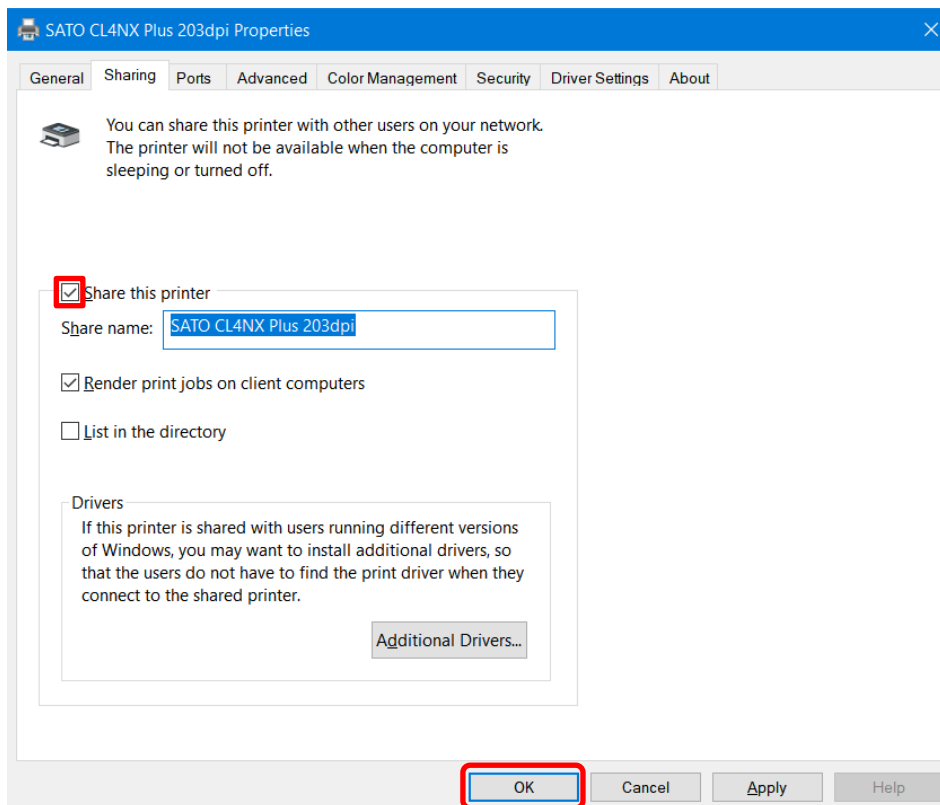 SATO CL4NX Plus 203dpi Properties
General Sharing Ports Advanced Color Management Security Driver Settings About
You can share this printer with other users on your network.
The printer will not be available when the computer is
sleeping or turned off.
Share this printer
Share name: SATO CL4NX Plus 203dpi
Render print jobs on client computers
List in the directory
Drivers
If this printer is shared with users running different versions
of Windows, you may want to install additional drivers, so
that the users do not have to find the print driver when they
connect to the shared printer.
Additional Drivers...
OK Cancel Apply Help